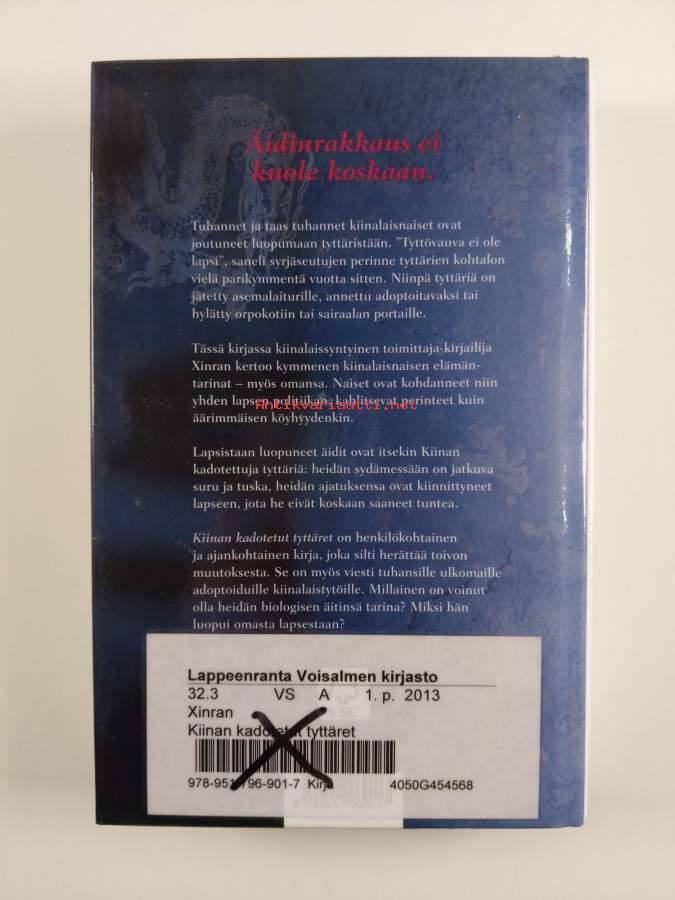 Äidinrakkaus ei
kuole koskaan.
Tuhannet ja taas tuhannet kiinalaisnaiset ovat
joutuneet luopumaan tyttäristään. "Tyttövauva ei ole
lapsi", saneli syrjäseutujen perinne tyttärien kohtalon
vielä parikymmentä vuotta sitten. Niinpä tyttäriä on
jätetty asemalaiturille, annettu adoptoitavaksi tai
hylätty orpokotiin tai sairaalan portaille.
Tässä kirjassa kiinalaissyntyinen toimittaja-kirjailija
Xinran kertoo kymmenen kiinalaisnaisen elämän-
tarinat – myös omansa. Naiset ovat kohdanneet niin
yhden lapsen politiikan, kahlitsevat perinteet kuin
Antikvariaatti.net
äärimmäisen köyhyydenkin.
Lapsistaan luopuneet äidit ovat itsekin Kiinan
kadotettuja tyttäriä: heidän sydämessään on jatkuva
suru ja tuska, heidän ajatuksensa ovat kiinnittyneet
lapseen, jota he eivät koskaan saaneet tuntea.
Kiinan kadotetut tyttäret on henkilökohtainen
ja ajankohtainen kirja, joka silti herättää toivon
muutoksesta. Se on myös viesti tuhansille ulkomaille
adoptoiduille kiinalaistytöille. Millainen on voinut
olla heidän biologisen äitinsä tarina? Miksi hän
luopui omasta lapsestaan?
Lappeenranta Voisalmen kirjasto
32.3 VS A 1. p. 2013
Xinran
Kiinan kadotetut tyttäret
978-951-796-901-7 Kirja 4050G454568